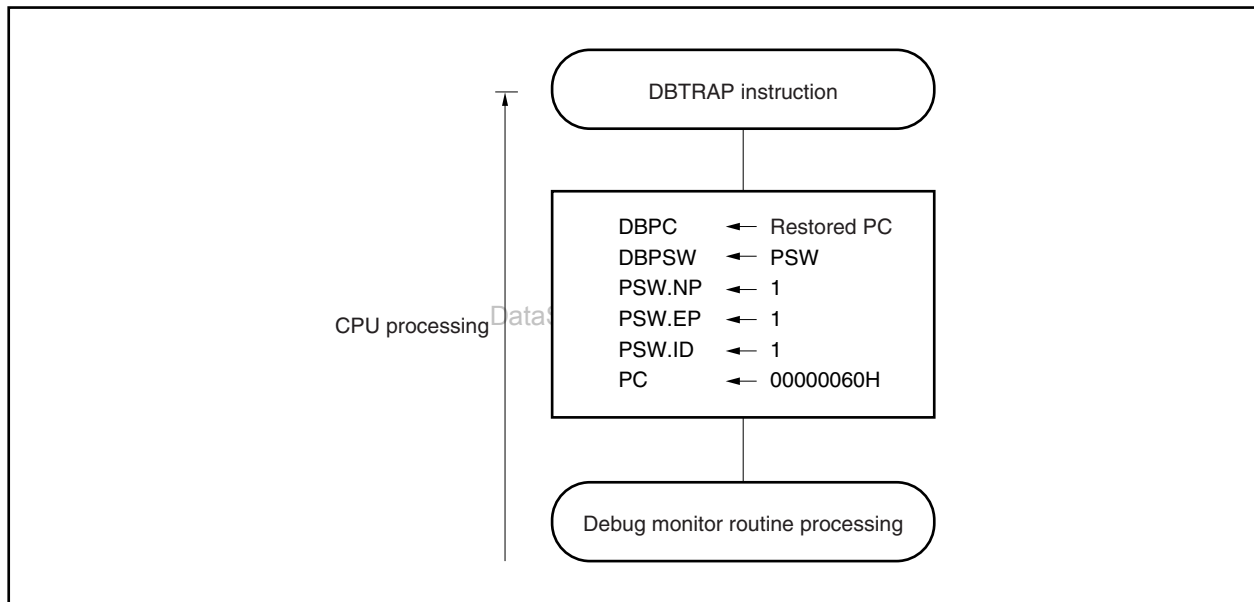 DBTRAP instruction
DBPC ← Restored PC
DBPSW ← PSW
PSW.NP ← 1
PSW.EP ← 1
PSW.ID ← 1
PC ← 00000060H
CPU processing
Debug monitor routine processing